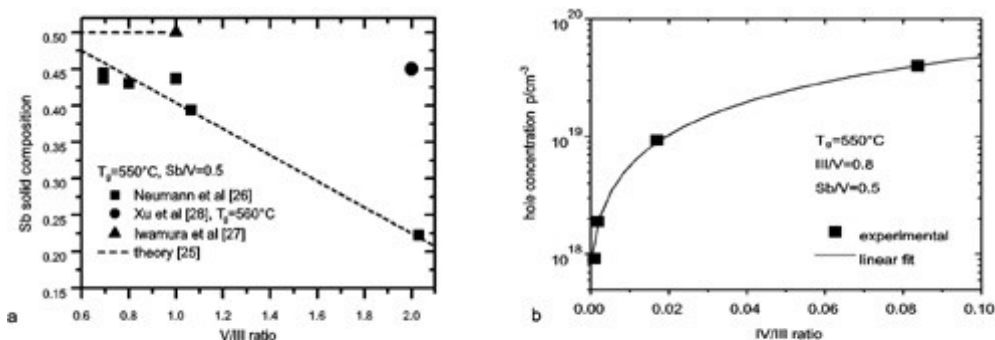 0.50
0.45
0.40
0.35
0.30
0.25
0.20
0.15
Sb solid composition
T_g=550°C, Sb/V=0.5
Neumann et al [26]
Xu et al [28], T_g=560°C
Iwamura et al [27]
theory [25]
0.6 0.8 1.0 1.2 1.4 1.6 1.8 2.0
V/III ratio
a
10^20
10^19
10^18
hole concentration p/cm^-3
T_g=550°C
III/V=0.8
Sb/V=0.5
experimental
linear fit
0.00 0.02 0.04 0.06 0.08 0.10
IV/III ratio
b